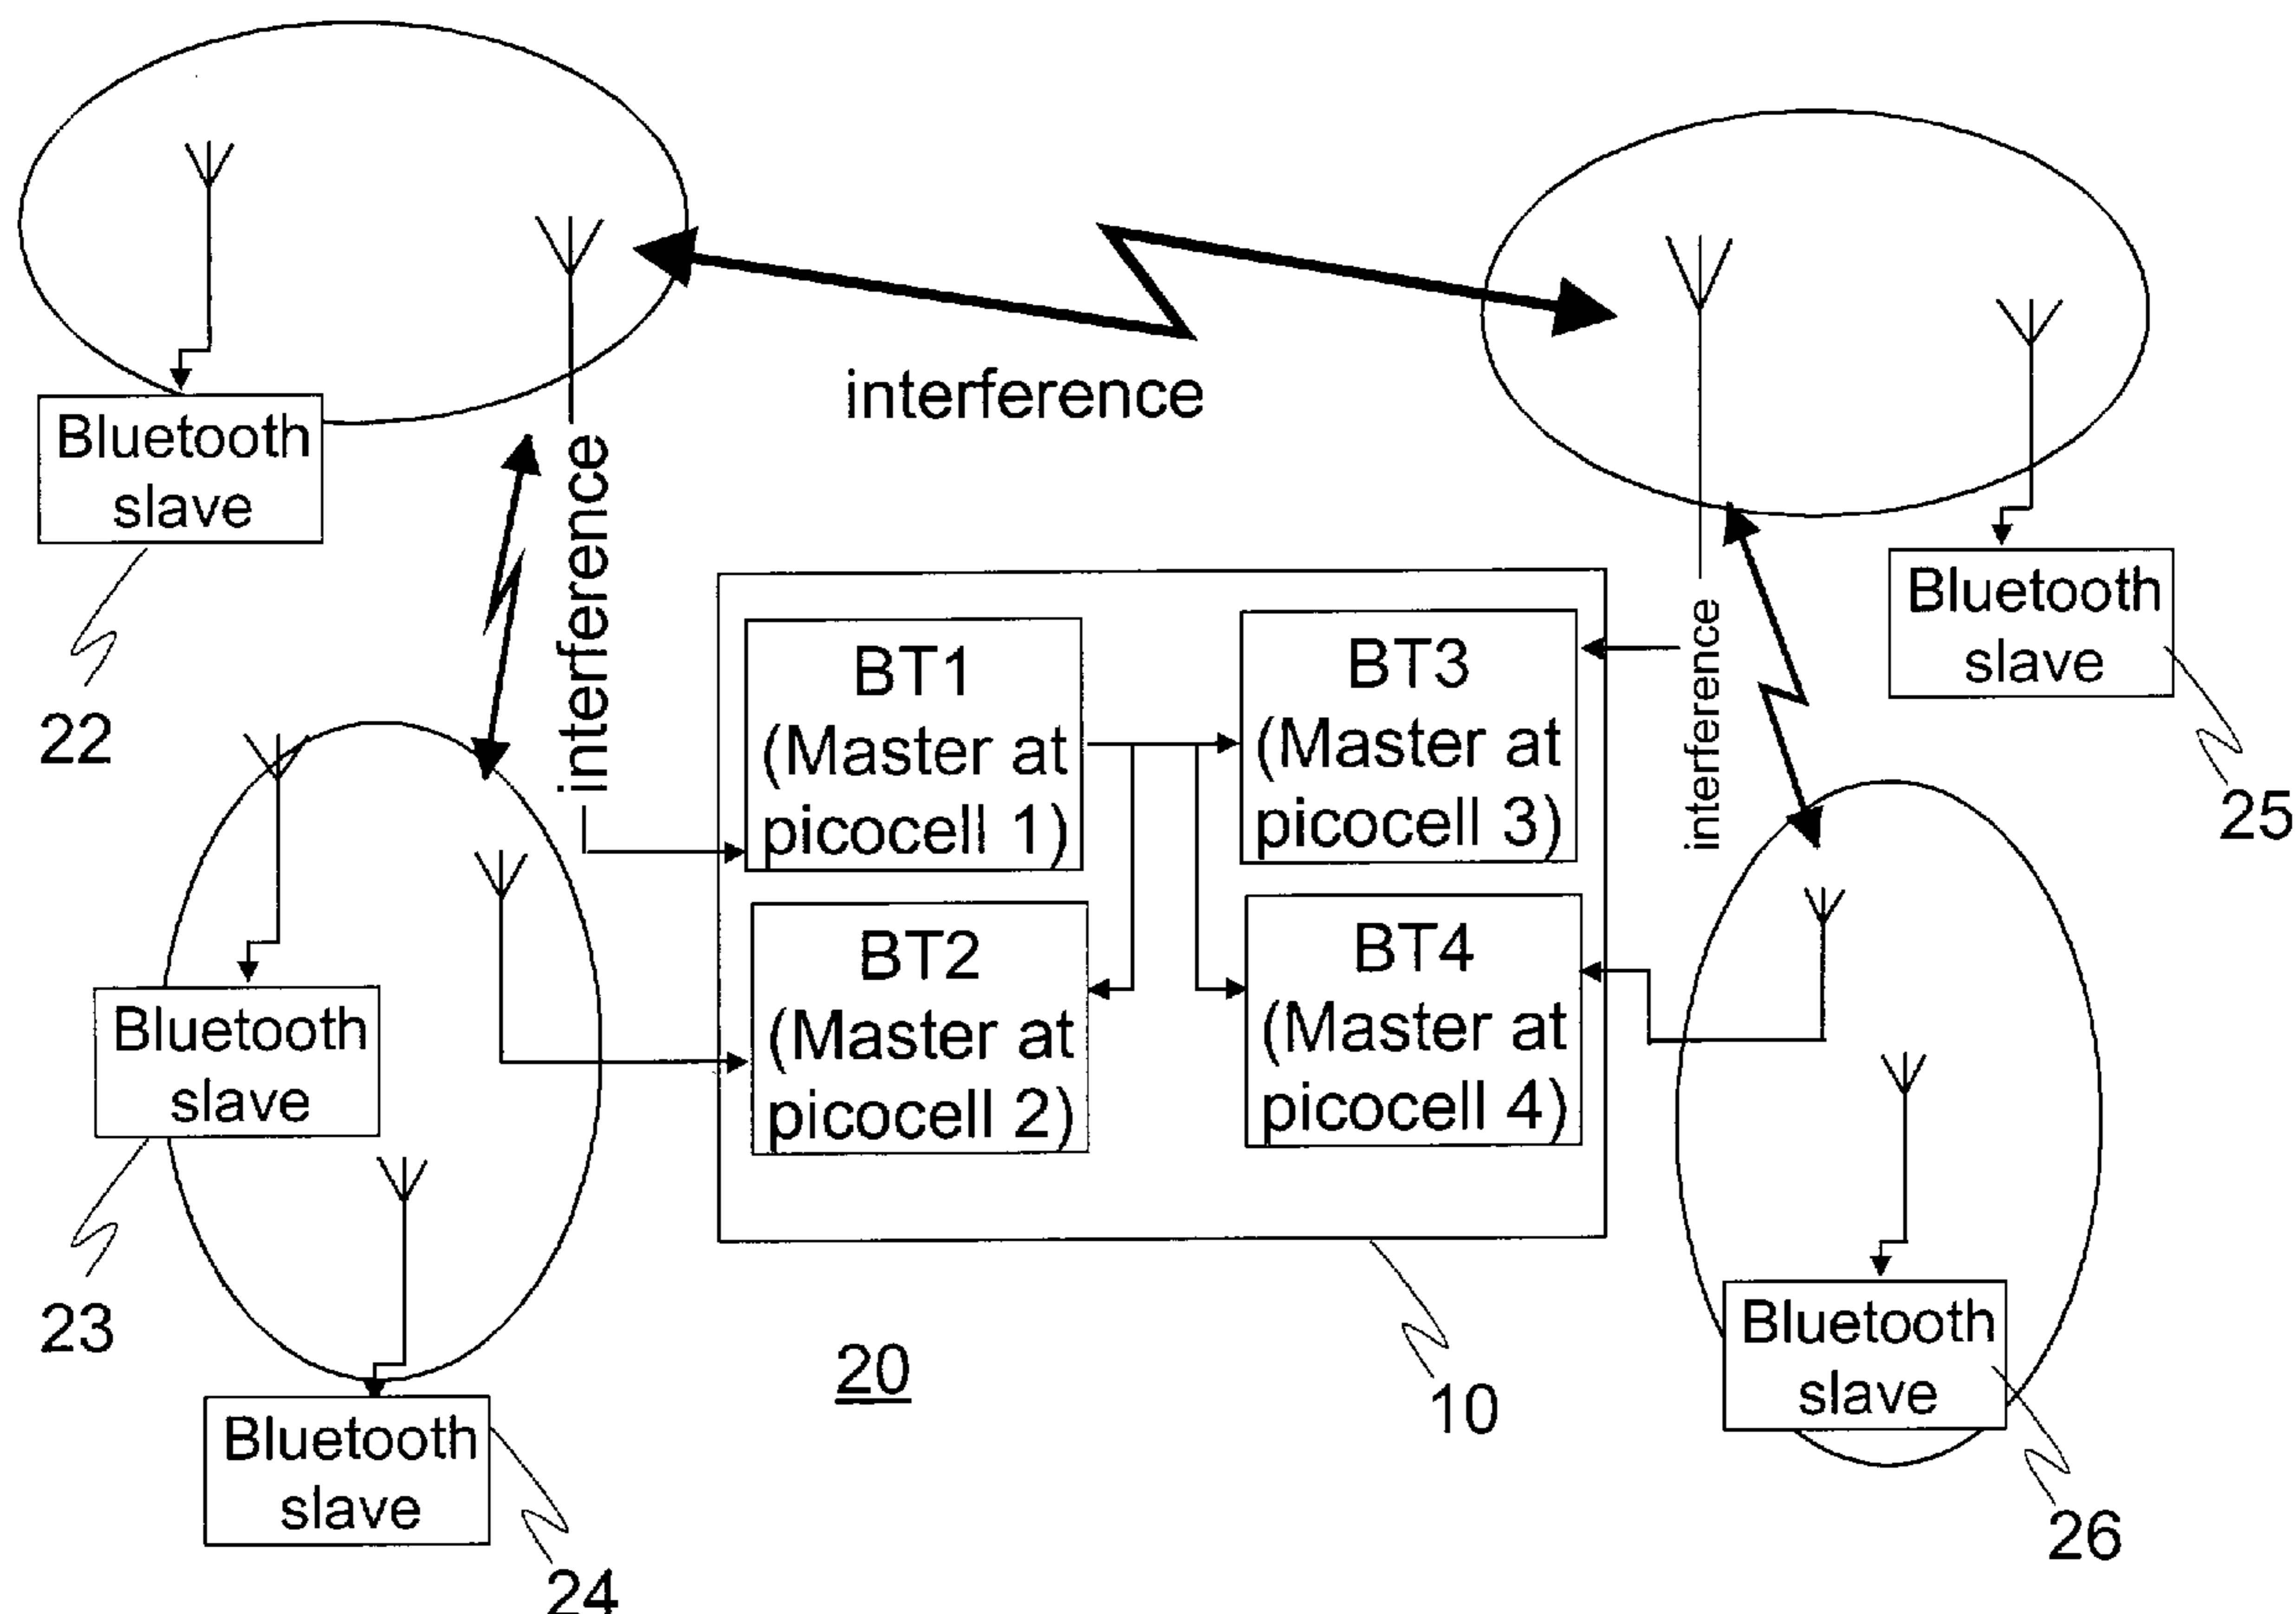 interference
Bluetooth
slave
22
interference
BT1
(Master at
picocell 1)
BT3
(Master at
picocell 3)
interference
Bluetooth
slave
25
Bluetooth
slave
23
BT2
(Master at
picocell 2)
BT4
(Master at
picocell 4)
Bluetooth
slave
24
20
10
Bluetooth
slave
26